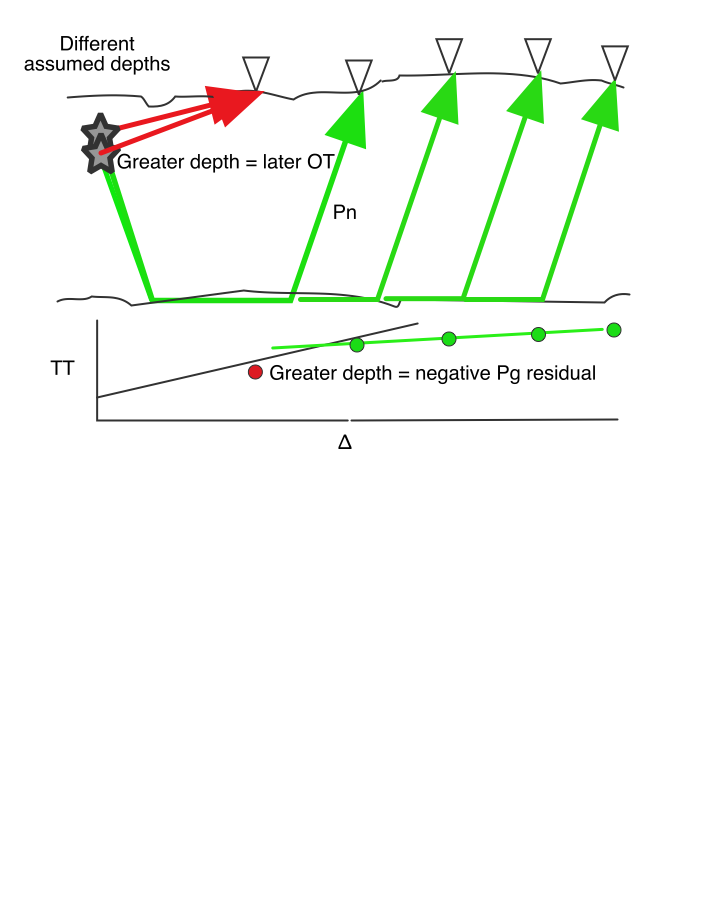 Different
assumed depths
Greater depth = later OT
Pn
TT
Greater depth = negative Pg residual
Δ